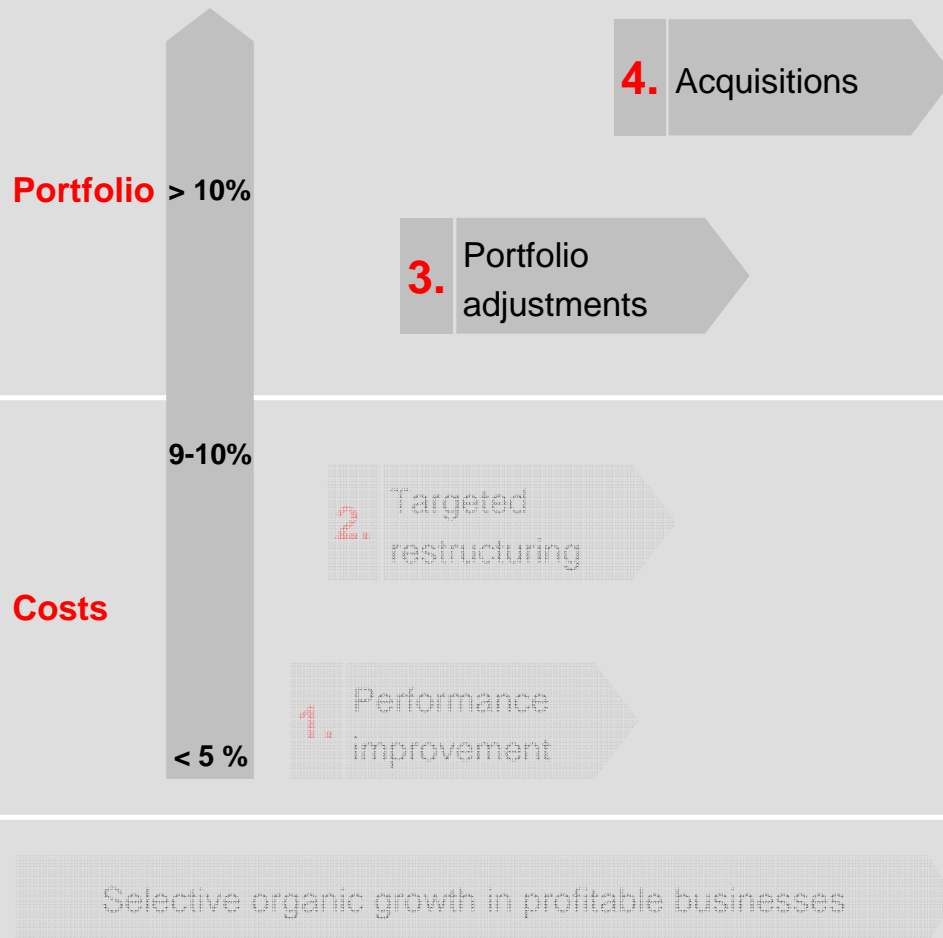 4. Acquisitions
Portfolio > 10%
3. Portfolio
adjustments
9-10%
2. Targeted
restructuring
Costs
1. Performance
improvement
< 5 %
Selective organic growth in profitable businesses